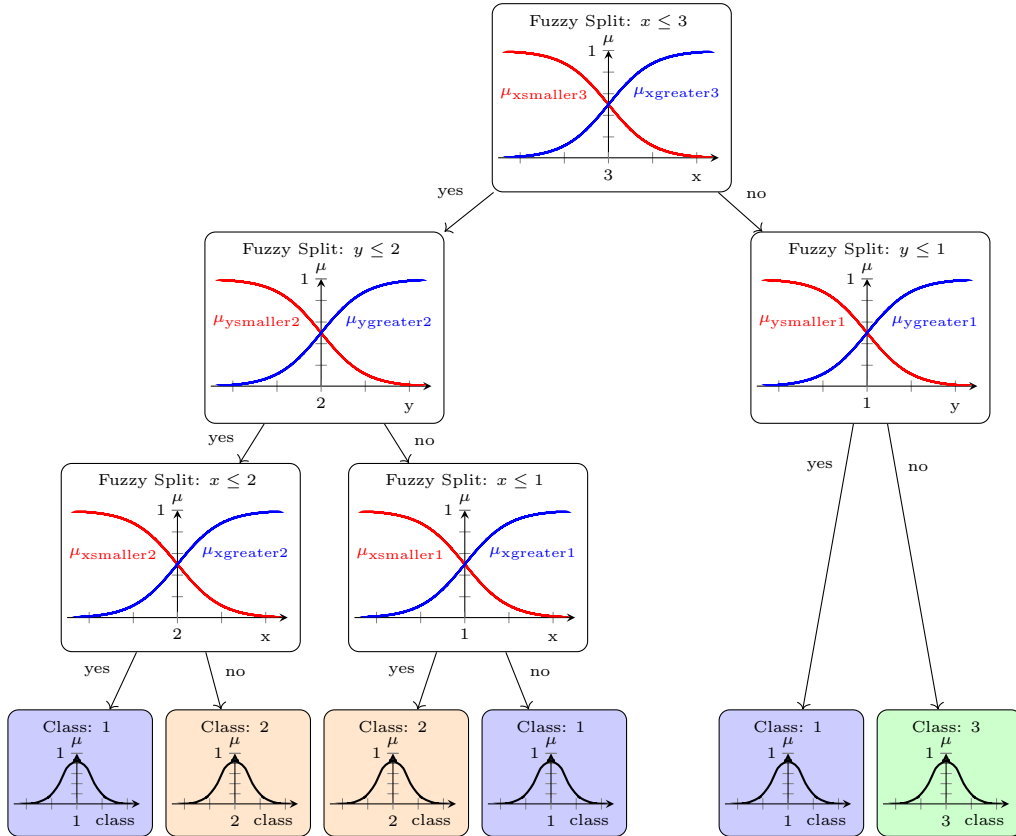 Fuzzy Split: x ≤ 3
μ
1
μxsmaller3
μxgreater3
3
x
yes
no
Fuzzy Split: y ≤ 2
μ
1
μysmaller2
μygreater2
2
y
Fuzzy Split: y ≤ 1
μ
1
μysmaller1
μygreater1
1
y
yes
no
yes
no
Fuzzy Split: x ≤ 2
μ
1
μxsmaller2
μxgreater2
2
x
Fuzzy Split: x ≤ 1
μ
1
μxsmaller1
μxgreater1
1
x
yes
no
yes
no
Class: 1
μ
1
1
class
Class: 2
μ
1
2
class
Class: 2
μ
1
2
class
Class: 1
μ
1
1
class
Class: 1
μ
1
1
class
Class: 3
μ
1
3
class